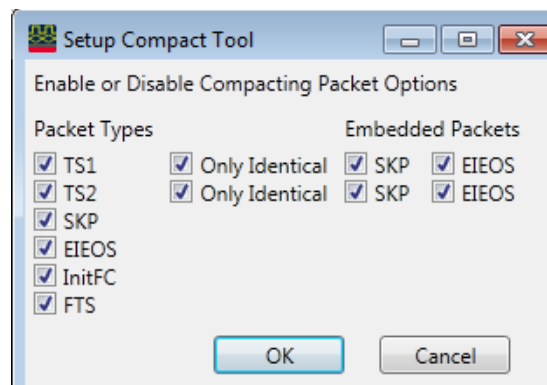 Setup Compact Tool
Enable or Disable Compacting Packet Options
Packet Types Embedded Packets
TS1 Only Identical SKP EIEOS
TS2 Only Identical SKP EIEOS
SKP
EIEOS
InitFC
FTS
OK Cancel